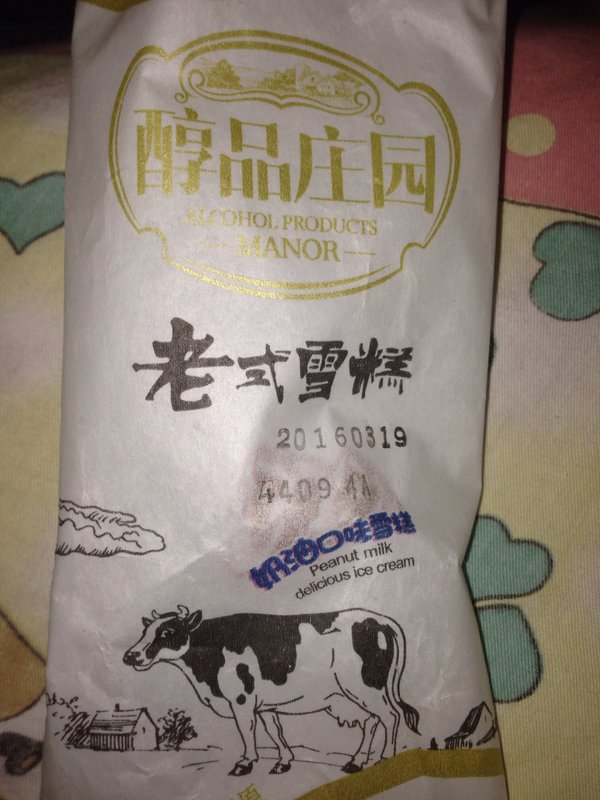 醇品庄园
ALCOHOL PRODUCTS
MANOR
老式雪糕
20160319
4409 4A
奶油口味雪糕
Peanut milk
delicious ice cream